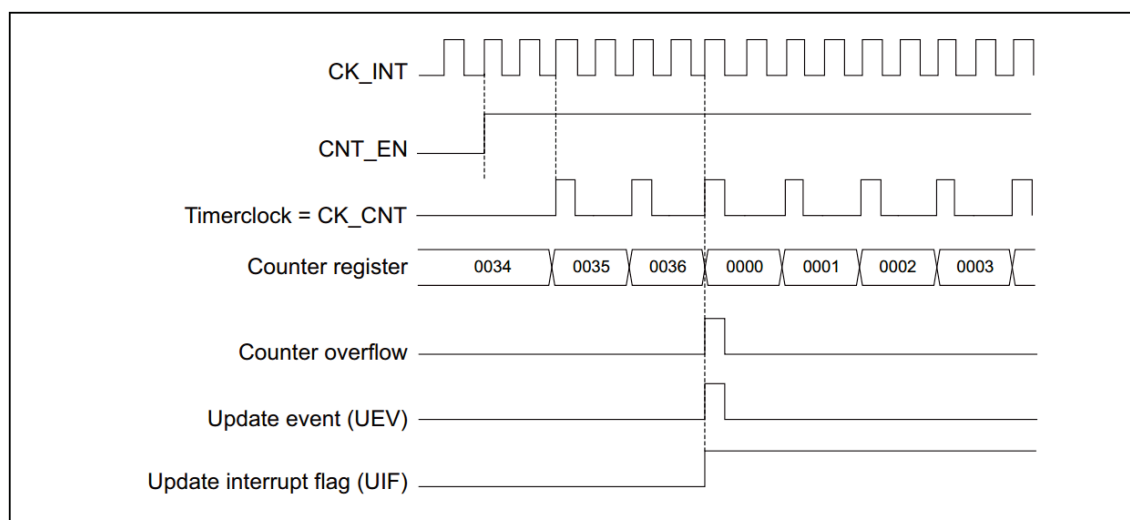 CK_INT
CNT_EN
Timerclock = CK_CNT
Counter register 0034 0035 0036 0000 0001 0002 0003
Counter overflow
Update event (UEV)
Update interrupt flag (UIF)